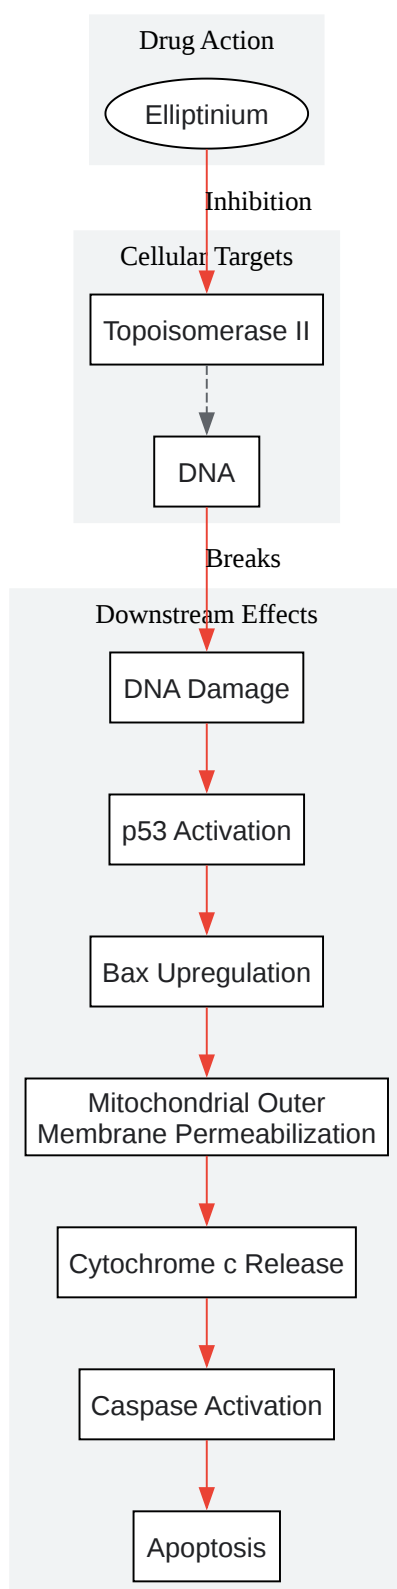 Drug Action
Elliptinium
Inhibition
Cellular Targets
Topoisomerase II
DNA
Breaks
Downstream Effects
DNA Damage
p53 Activation
Bax Upregulation
Mitochondrial Outer
Membrane Permeabilization
Cytochrome c Release
Caspase Activation
Apoptosis